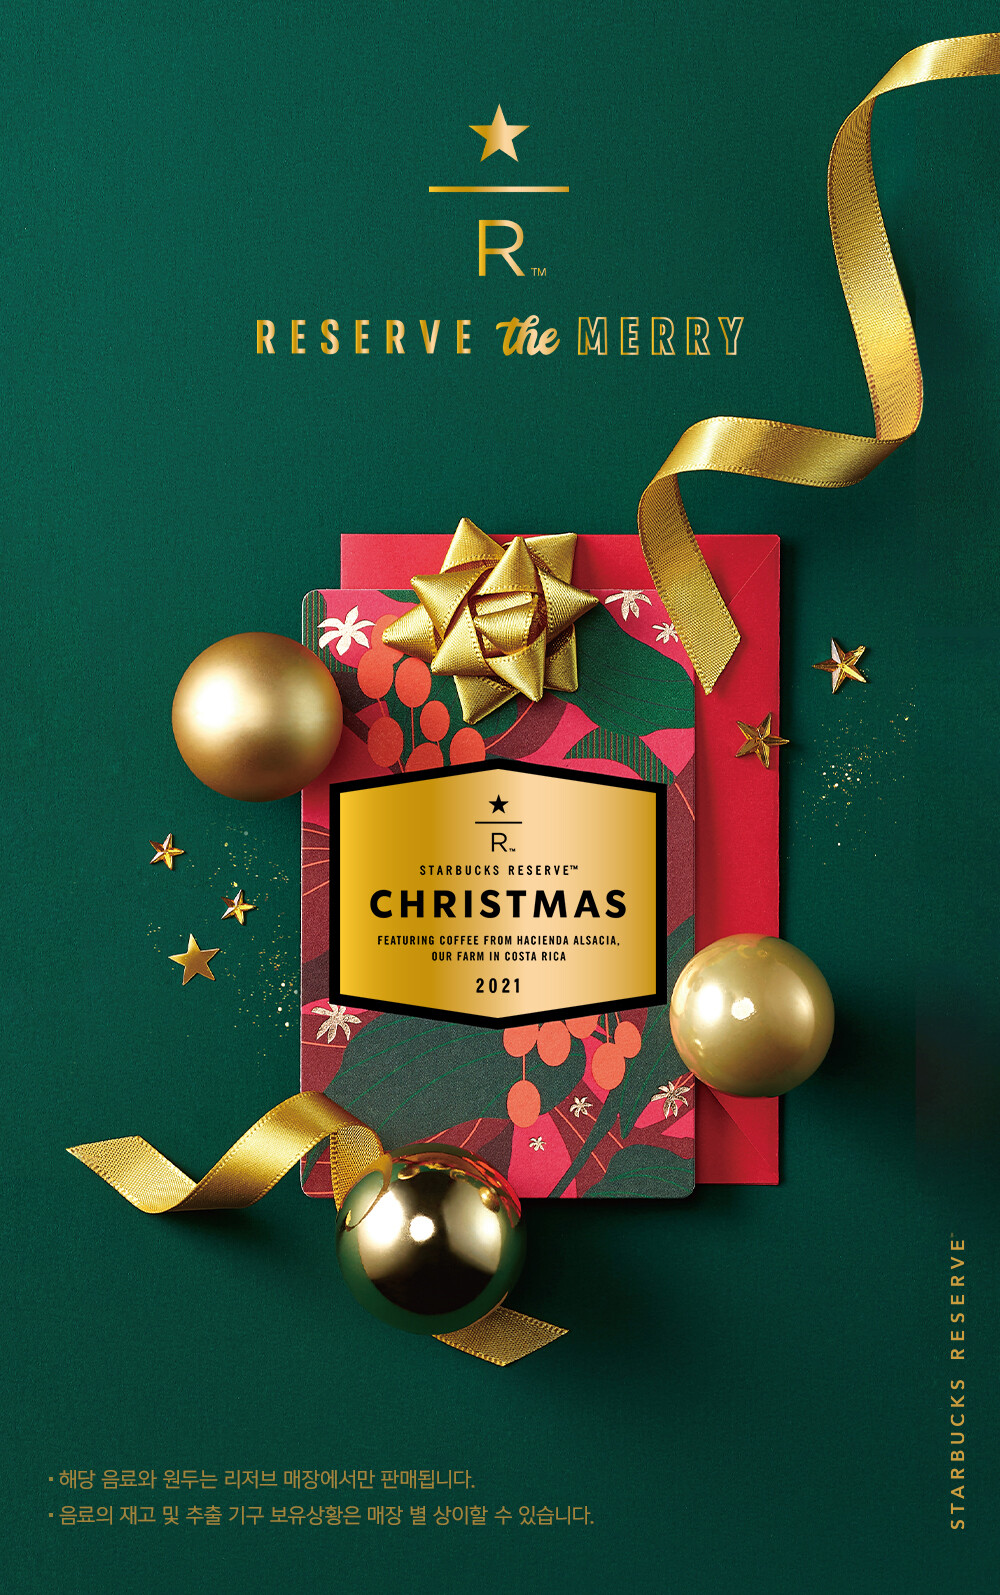 R™
RESERVE the MERRY
R™
STARBUCKS RESERVE™
CHRISTMAS
FEATURING COFFEE FROM HACIENDA ALSACIA,
OUR FARM IN COSTA RICA
2021
STARBUCKS RESERVE™
· 해당 음료와 원두는 리저브 매장에서만 판매됩니다.
· 음료의 재고 및 추출 기구 보유상황은 매장 별 상이할 수 있습니다.